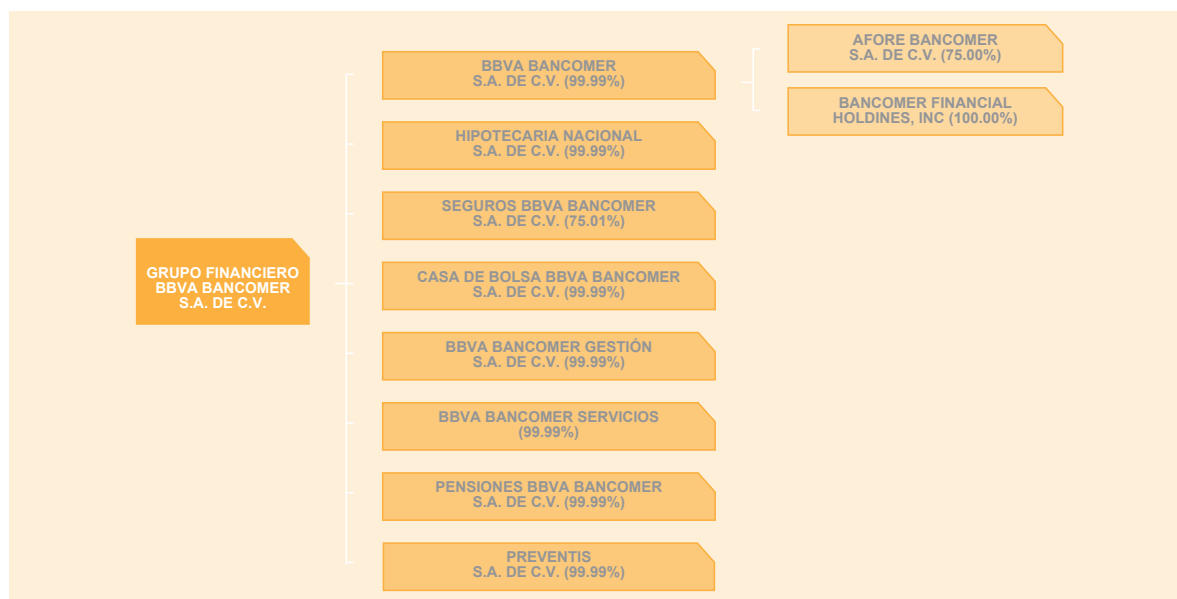 GRUPO FINANCIERO
BBVA BANCOMER
S.A. DE C.V.
BBVA BANCOMER
S.A. DE C.V. (99.99%)
HIPOTECARIA NACIONAL
S.A. DE C.V. (99.99%)
SEGUROS BBVA BANCOMER
S.A. DE C.V. (75.01%)
CASA DE BOLSA BBVA BANCOMER
S.A. DE C.V. (99.99%)
BBVA BANCOMER GESTIÓN
S.A. DE C.V. (99.99%)
BBVA BANCOMER SERVICIOS
(99.99%)
PENSIONES BBVA BANCOMER
S.A. DE C.V. (99.99%)
PREVENTIS
S.A. DE C.V. (99.99%)
AFORE BANCOMER
S.A. DE C.V. (75.00%)
BANCOMER FINANCIAL
HOLDINES, INC (100.00%)